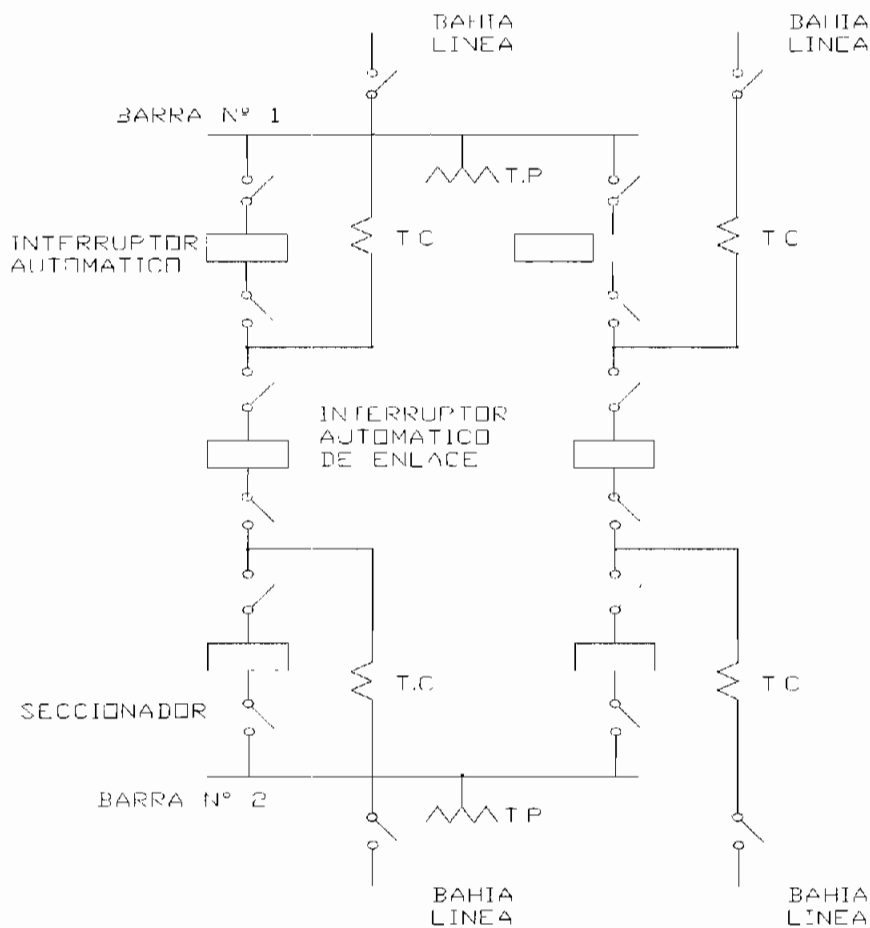 BAHIA
LINEA
BAHIA
LINEA
BARRA Nº 1
T.P
INTERRUPTOR
AUTOMATICO
T C
T C
INTERRUPTOR
AUTOMATICO
DE ENLACE
T.C
T C
SECCIONADOR
BARRA Nº 2
T P
BAHIA
LINEA
BAHIA
LINEA